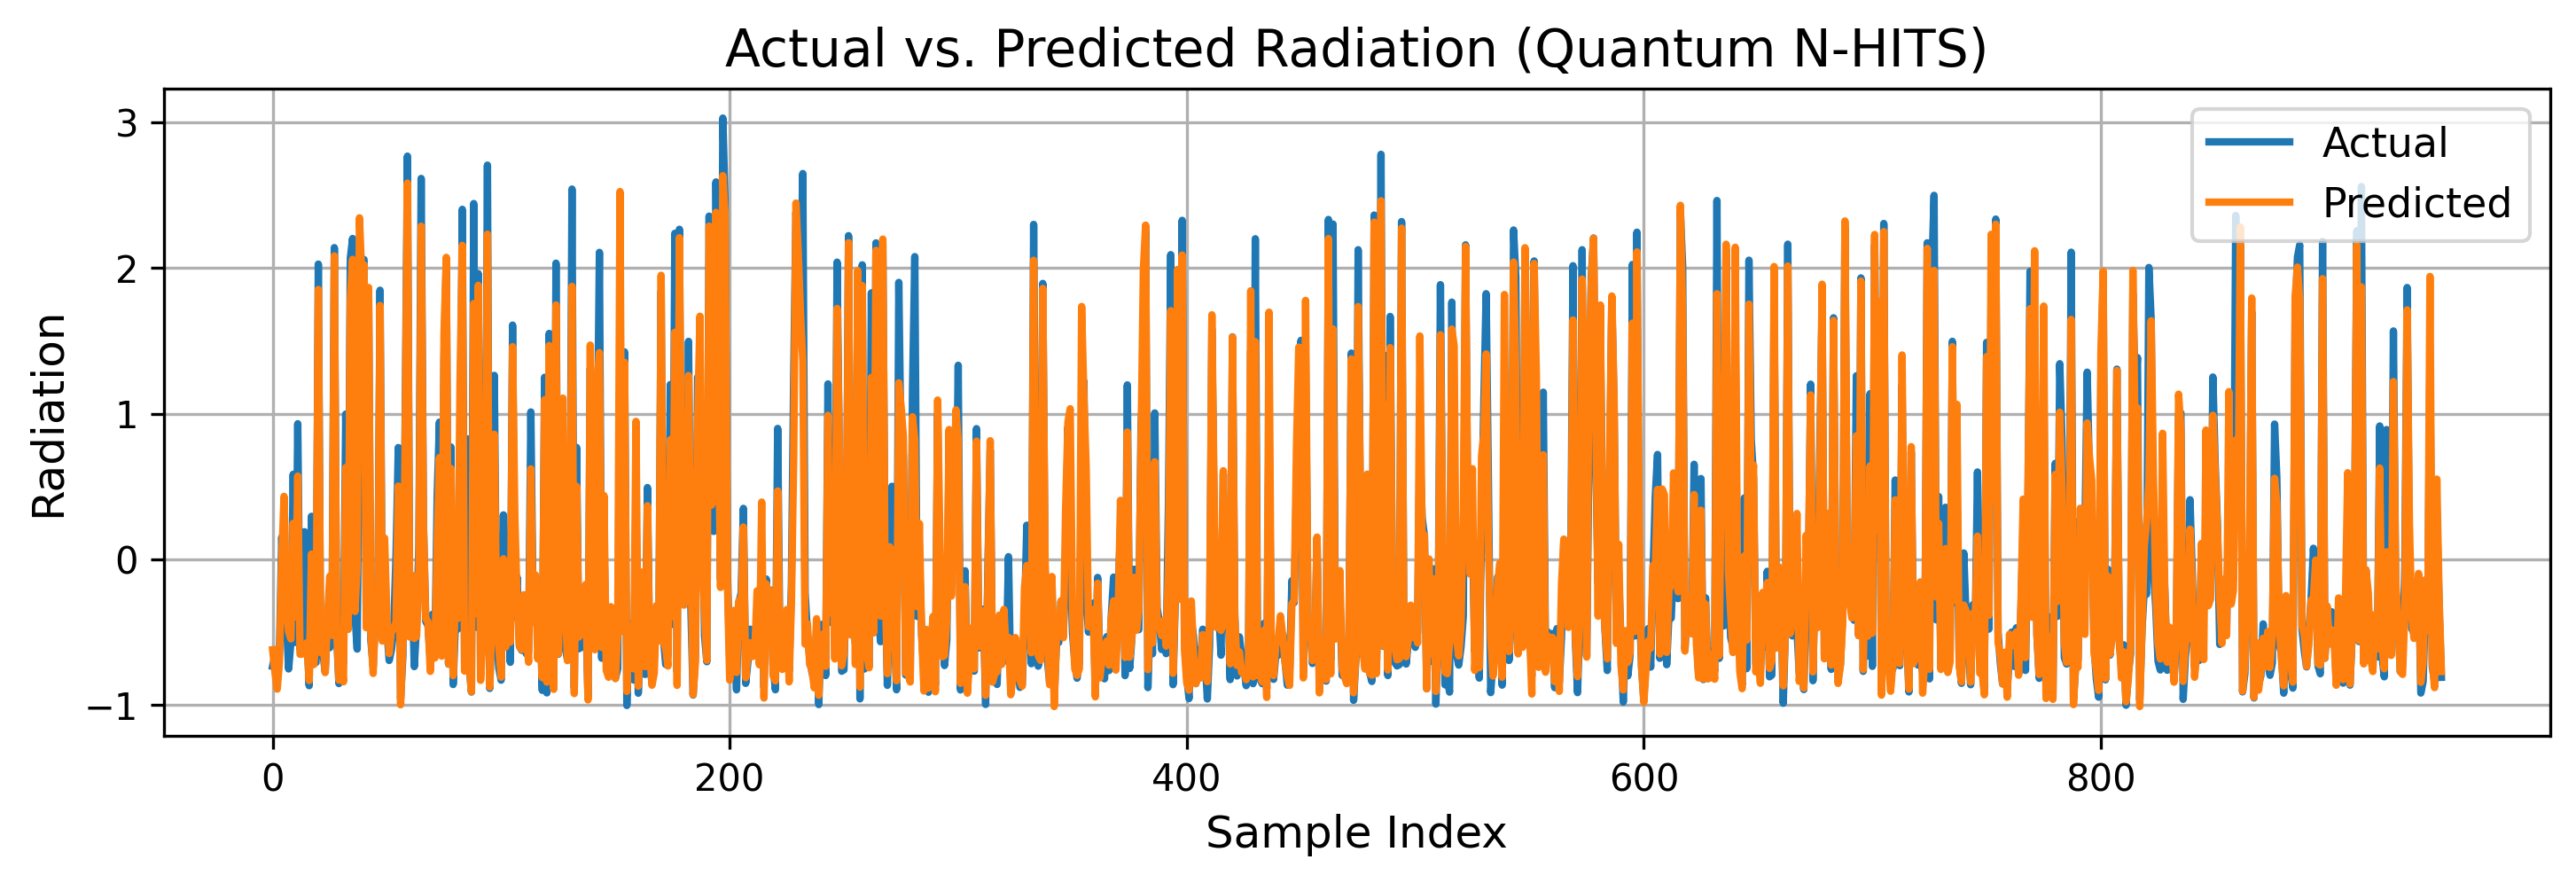 Actual vs. Predicted Radiation (Quantum N-HITS)
Actual
Predicted
Radiation
3
2
1
0
−1
0 200 400 600 800
Sample Index